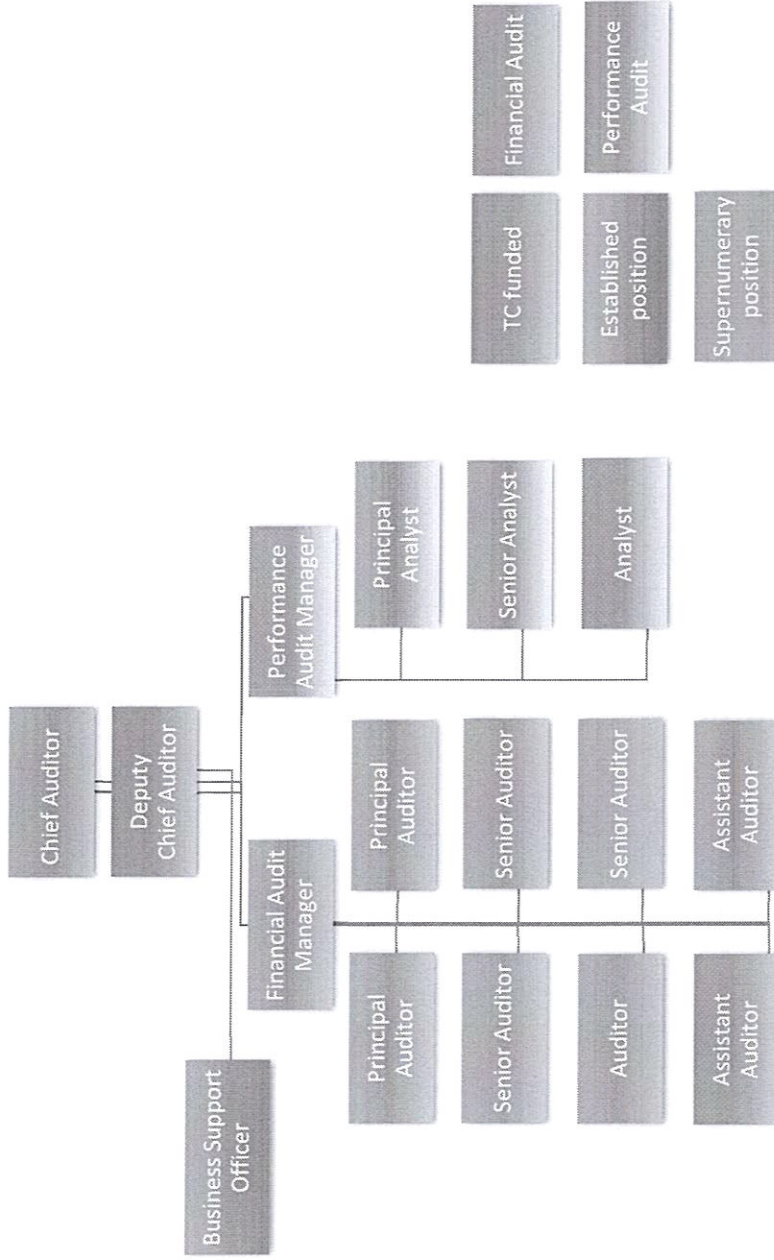 Chief Auditor
Deputy
Chief Auditor
Business Support
Officer
Financial Audit
Manager
Performance
Audit Manager
Principal
Auditor
Principal
Auditor
Principal
Analyst
Senior Auditor
Senior Auditor
Senior Analyst
Auditor
Senior Auditor
Analyst
Assistant
Auditor
Assistant
Auditor
TC funded
Financial Audit
Established
position
Performance
Audit
Supernumerary
position